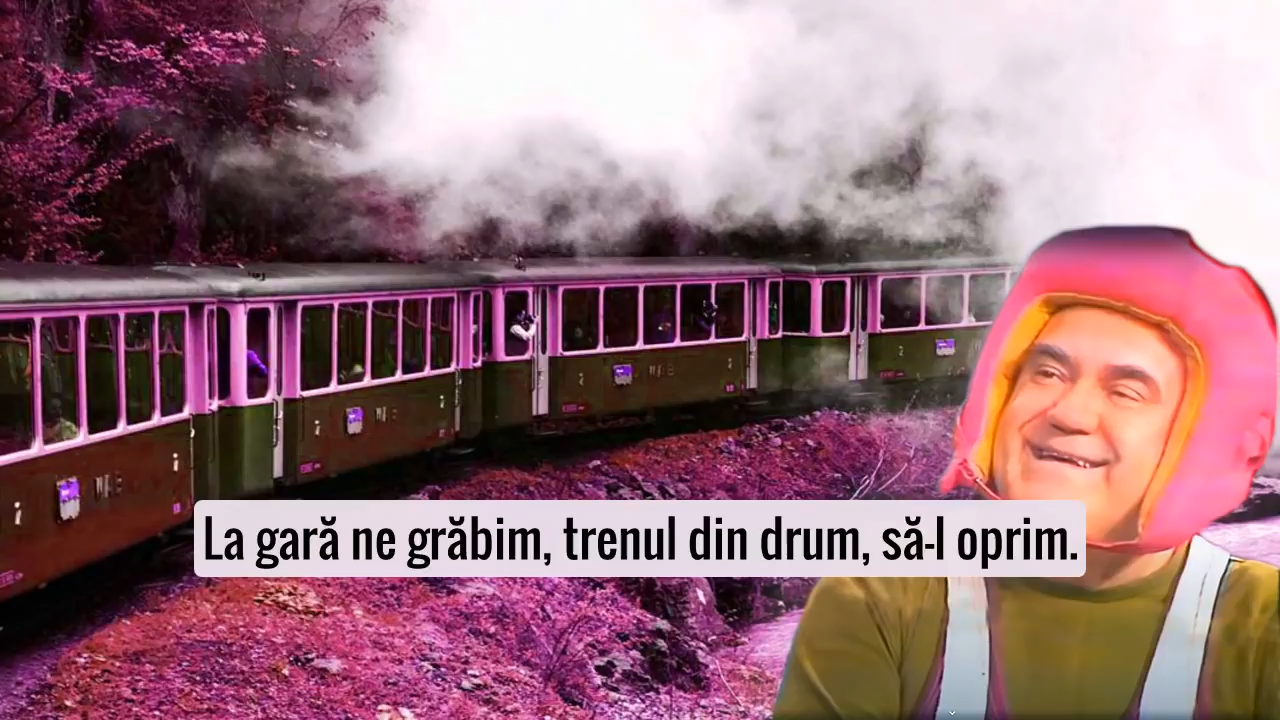 La gară ne grăbim, trenul din drum, să-l oprim.